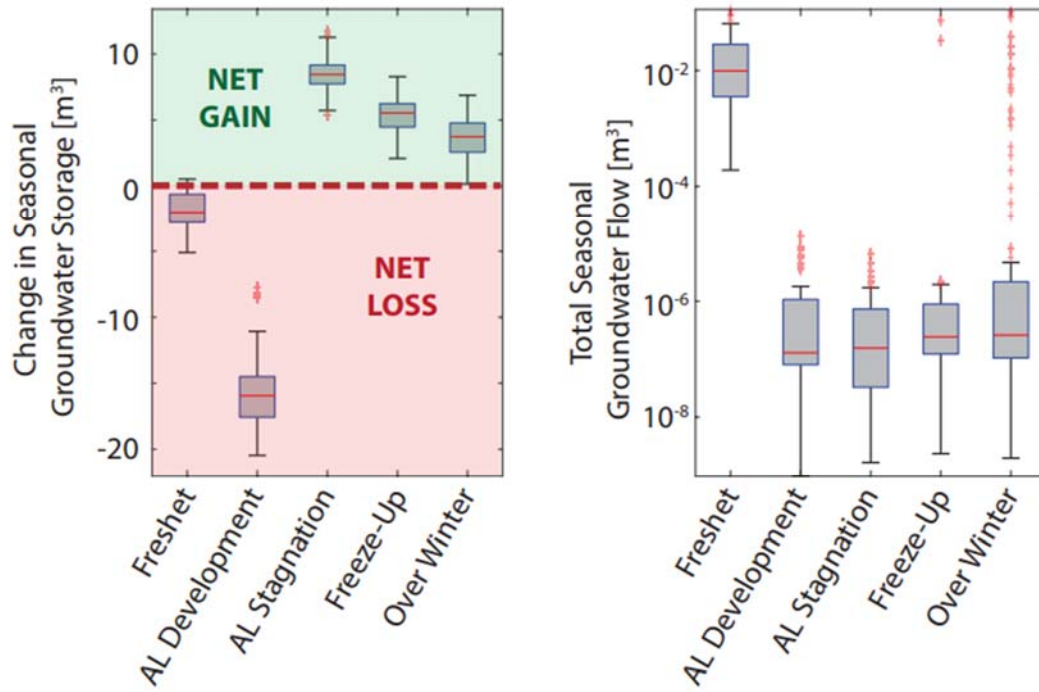 Change in Seasonal
Groundwater Storage [m³]
10
0
-10
-20
NET
GAIN
NET
LOSS
Freshet
AL Development
AL Stagnation
Freeze-Up
Over Winter
Total Seasonal
Groundwater Flow [m³]
10⁻²
10⁻⁴
10⁻⁶
10⁻⁸
Freshet
AL Development
AL Stagnation
Freeze-Up
Over Winter